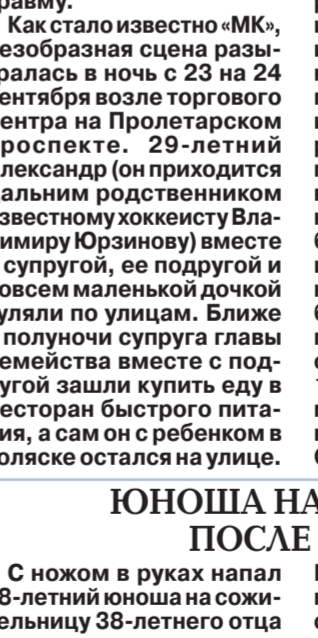 равму.
Как стало известно «МК»,
езобразная сцена разы-
ралась в ночь с 23 на 24
ентября возле торгового
ентра на Пролетарском
роспекте. 29-летний
лександр (он приходится
альним родственником
звестному хоккеисту Вла-
имиру Юрзинову) вместе
супругой, ее подругой и
овсем маленькой дочкой
уляли по улицам. Ближе
полуночи супруга главы
емейства вместе с под-
угой зашли купить еду в
есторан быстрого пита-
ия, а сам он с ребенком в
оляске остался на улице.
ЮНОША НА
ПОСЛЕ
С ножом в руках напал
8-летний юноша на сожи-
ельницу 38-летнего отца